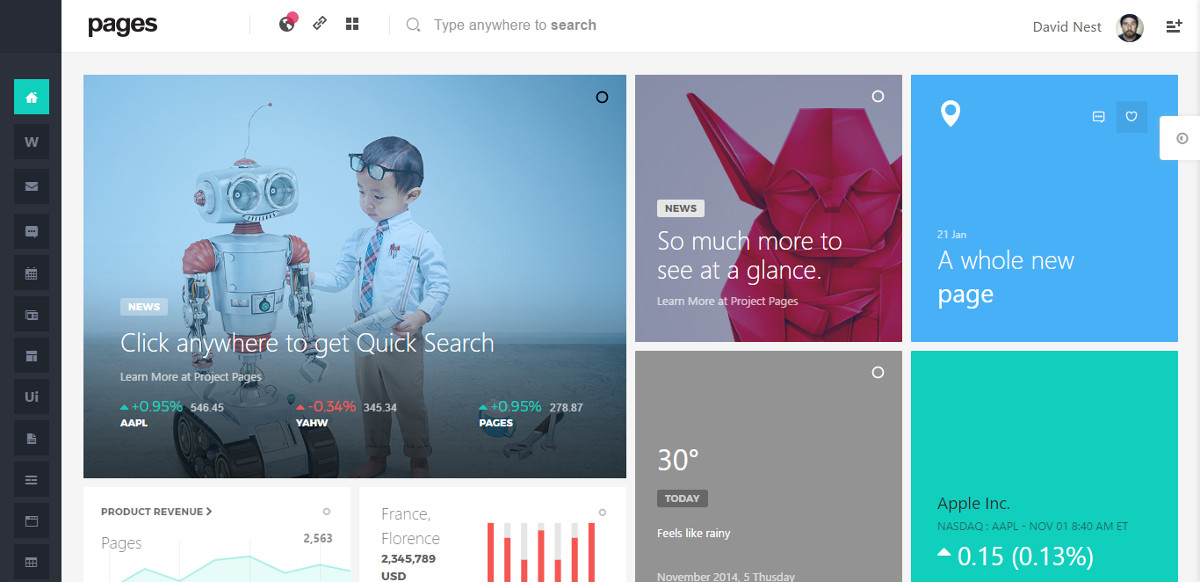 pages
Type anywhere to search
David Nest
W
Ui
NEWS
Click anywhere to get Quick Search
Learn More at Project Pages
+0.95% 546.45
AAPL
-0.34% 345.34
YAHW
+0.95% 278.87
PAGES
NEWS
So much more to
see at a glance.
Learn More at Project Pages
21 Jan
A whole new
page
PRODUCT REVENUE
Pages
2,563
France,
Florence
2,345,789
USD
30°
TODAY
Feels like rainy
November 2014, 5 Thusday
Apple Inc.
NASDAQ : AAPL - NOV 01 8:40 AM ET
0.15 (0.13%)